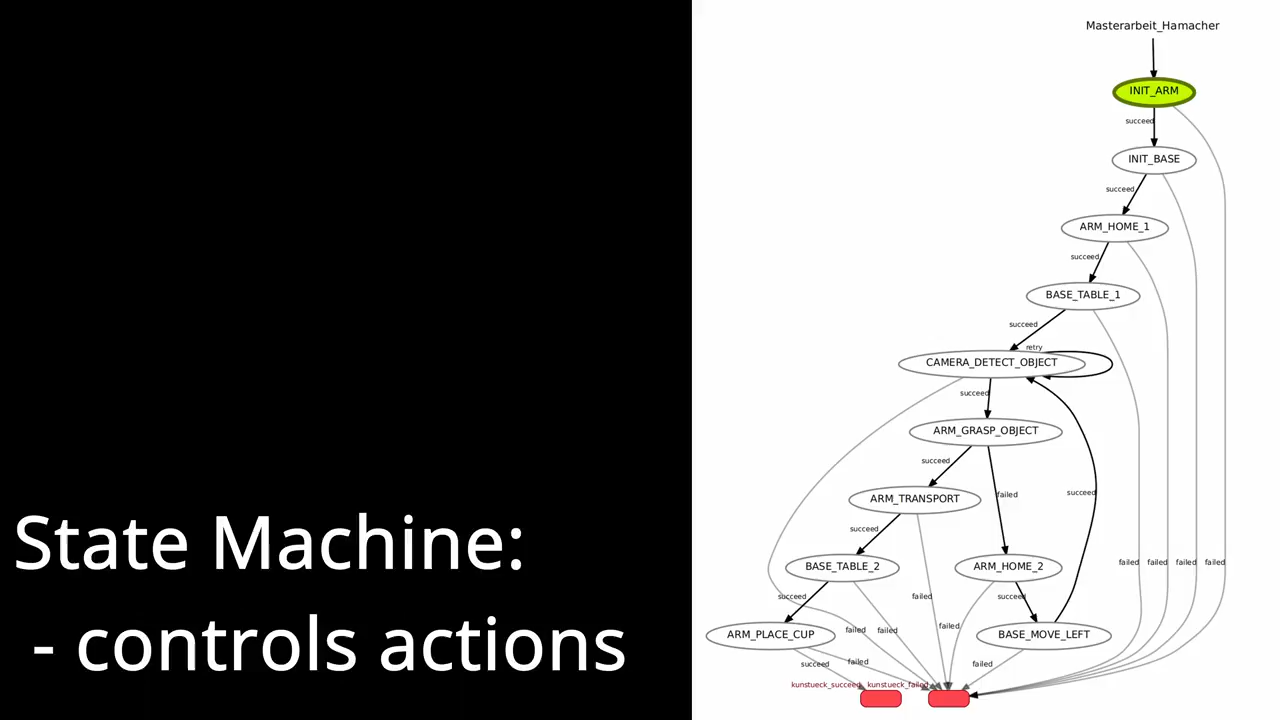 State Machine:
- controls actions
Masterarbeit_Hamacher
INIT_ARM
succeed
INIT_BASE
succeed
ARM_HOME_1
succeed
BASE_TABLE_1
succeed
retry
CAMERA_DETECT_OBJECT
succeed
ARM_GRASP_OBJECT
succeed
failed
succeed
ARM_TRANSPORT
succeed
failed
failed
failed
failed
BASE_TABLE_2
ARM_HOME_2
succeed
failed
succeed
ARM_PLACE_CUP
failed
failed
failed
BASE_MOVE_LEFT
succeed
failed
failed
kunstueck_succeed
kunstueck_failed